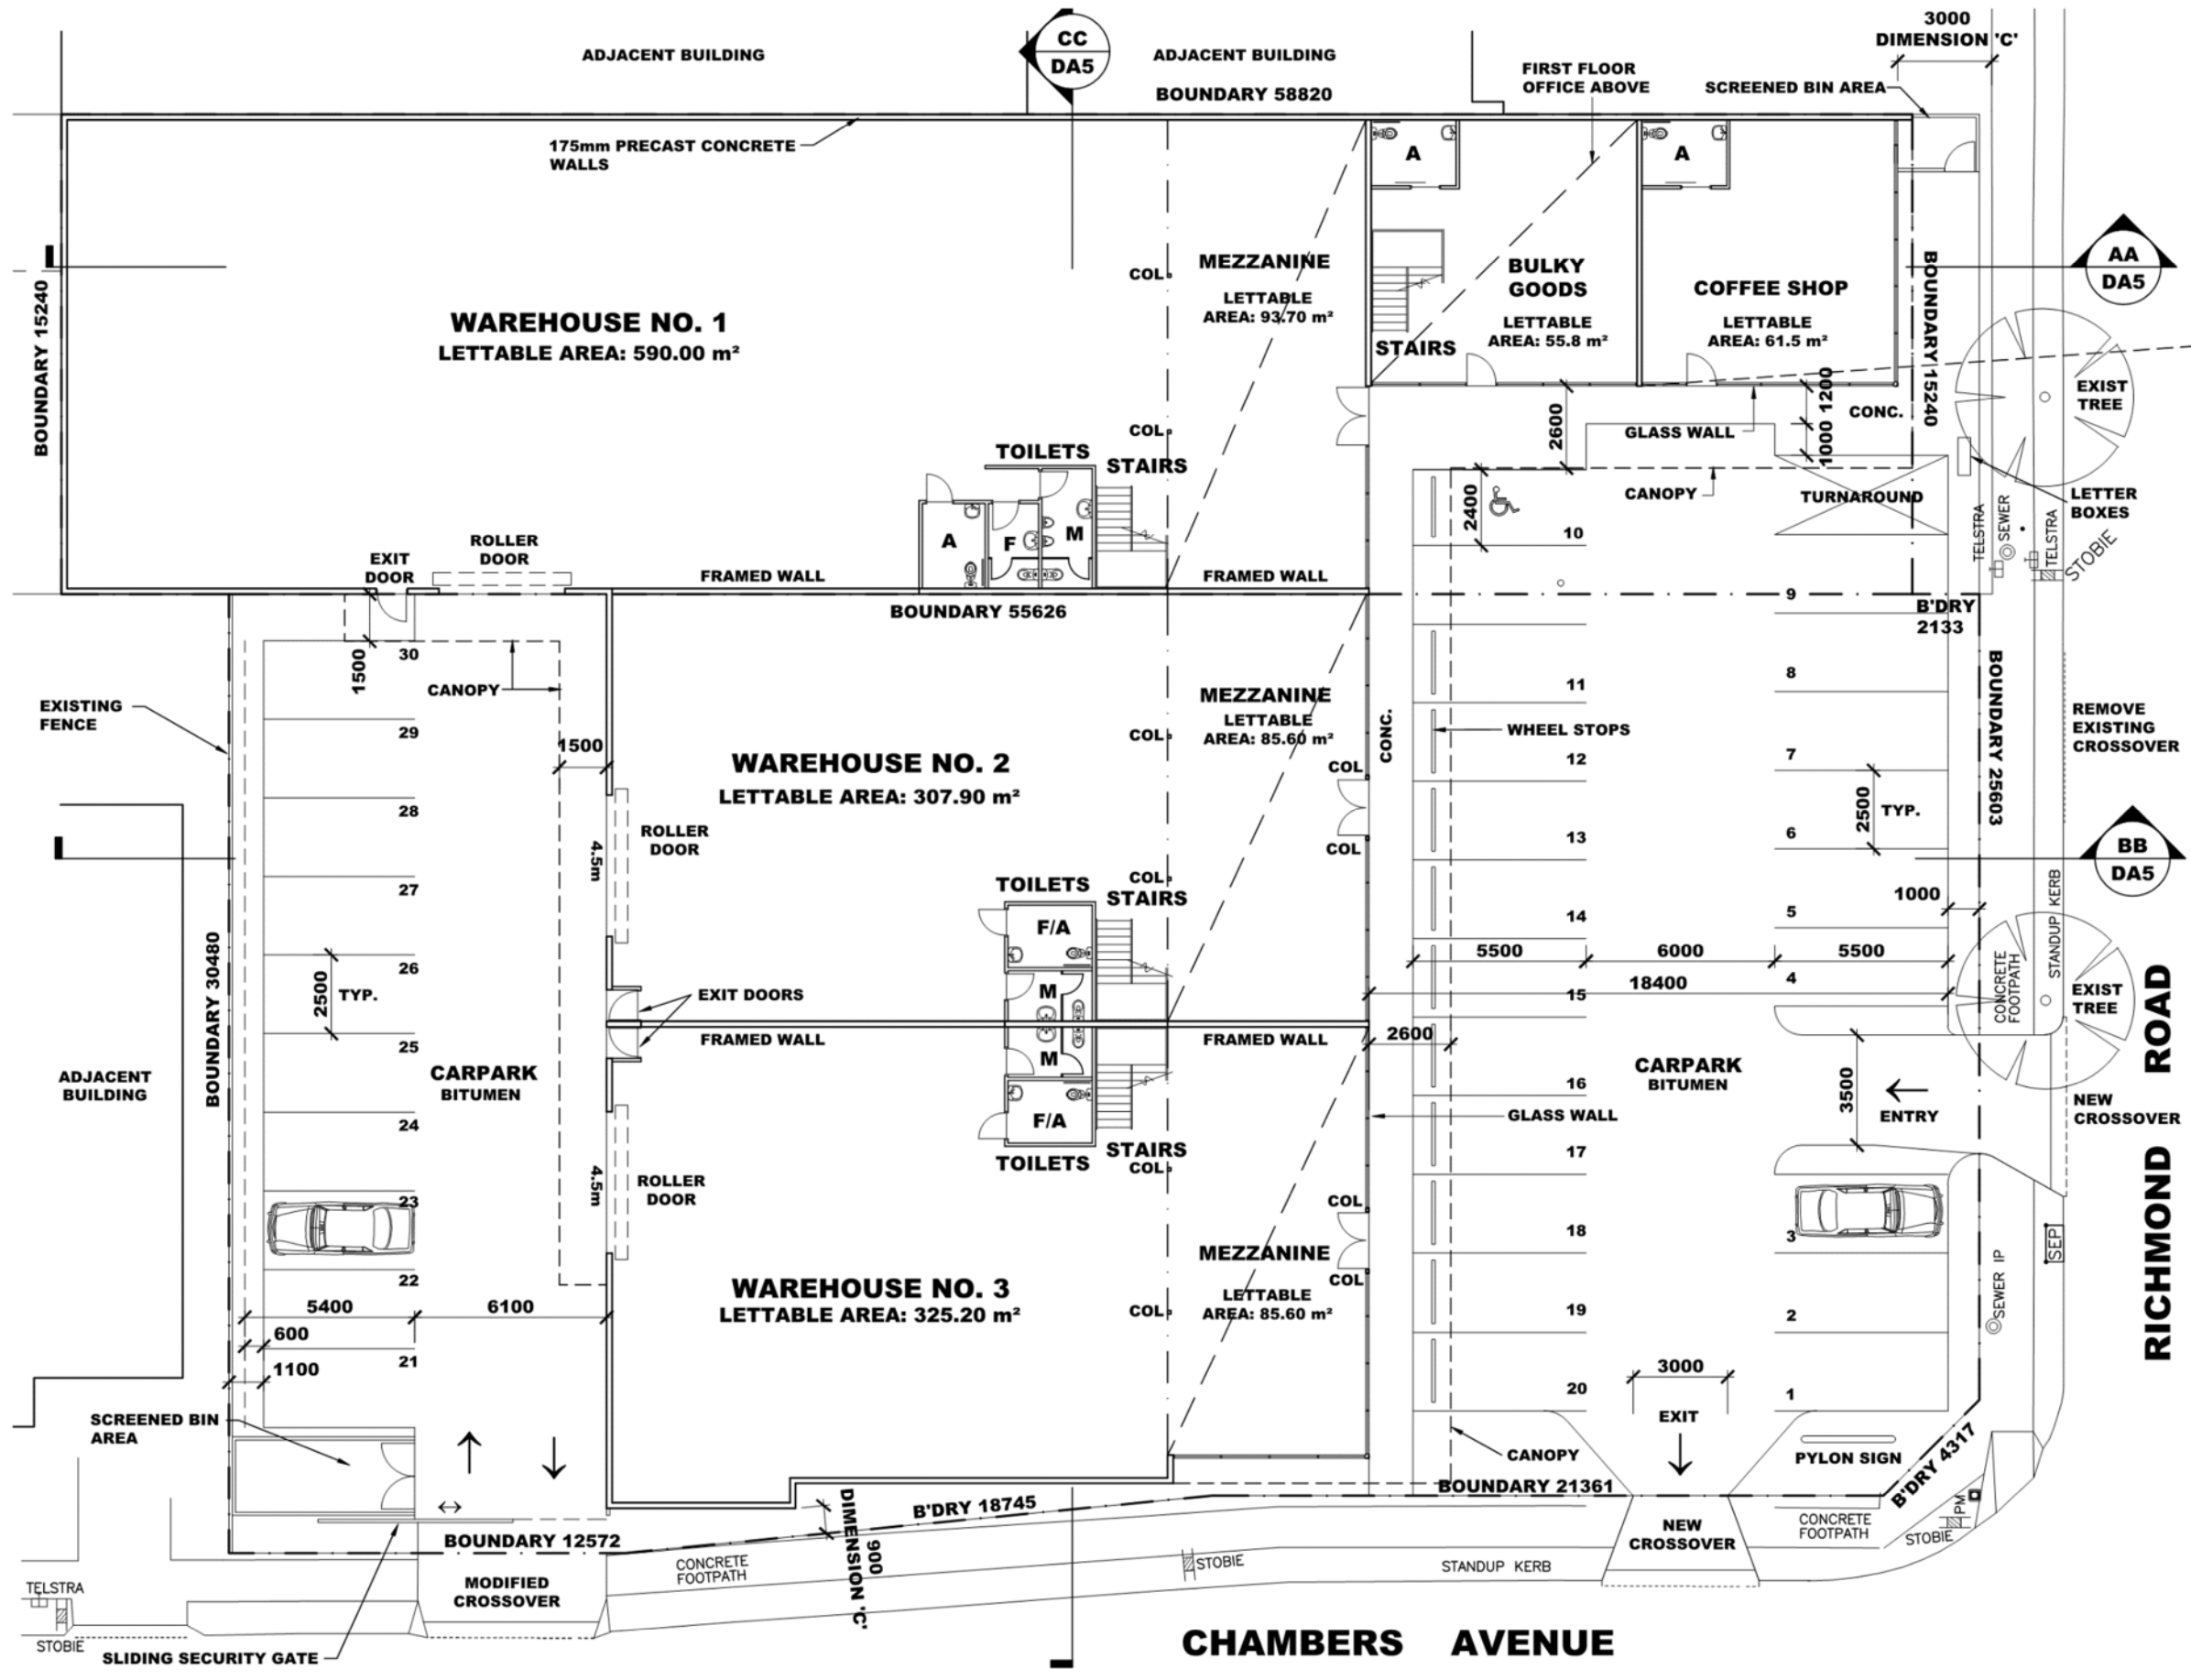 3000
DIMENSION 'C'
CC
DA5
ADJACENT BUILDING
ADJACENT BUILDING
FIRST FLOOR
OFFICE ABOVE
SCREENED BIN AREA
BOUNDARY 58820
175mm PRECAST CONCRETE
WALLS
A
A
BOUNDARY 15240
WAREHOUSE NO. 1
LETTABLE AREA: 590.00 m²
COL
MEZZANINE
LETTABLE
AREA: 93.70 m²
BULKY
GOODS
LETTABLE
AREA: 55.8 m²
STAIRS
COFFEE SHOP
LETTABLE
AREA: 61.5 m²
BOUNDARY 15240
AA
DA5
EXIST
TREE
COL
2600
GLASS WALL
1200
1000
CONC.
TOILETS
STAIRS
A
F
M
2400
10
CANOPY
TURNAROUND
LETTER
BOXES
TELSTRA
SEWER
TELSTRA
STOBIE
EXIT
DOOR
ROLLER
DOOR
FRAMED WALL
FRAMED WALL
BOUNDARY 55626
9
B'DRY
2133
1500
30
CANOPY
EXISTING
FENCE
29
1500
28
27
26
2500
TYP.
25
24
23
22
21
BOUNDARY 30480
ADJACENT
BUILDING
CARPARK
BITUMEN
5400
6100
600
1100
SCREENED BIN
AREA
WAREHOUSE NO. 2
LETTABLE AREA: 307.90 m²
MEZZANINE
LETTABLE
AREA: 85.60 m²
COL
COL
COL
COL
ROLLER
DOOR
4.5m
TOILETS
STAIRS
F/A
M
EXIT DOORS
FRAMED WALL
FRAMED WALL
M
F/A
TOILETS
STAIRS
COL
ROLLER
DOOR
4.5m
WAREHOUSE NO. 3
LETTABLE AREA: 325.20 m²
MEZZANINE
LETTABLE
AREA: 85.60 m²
COL
COL
COL
CONC.
11
WHEEL STOPS
12
13
14
15
16
17
18
19
20
8
7
2500
TYP.
6
5
4
3
2
1
1000
5500
6000
5500
18400
2600
CARPARK
BITUMEN
GLASS WALL
3500
ENTRY
3000
EXIT
CANOPY
PYLON SIGN
BOUNDARY 21361
B'DRY 4317
BOUNDARY 25603
REMOVE
EXISTING
CROSSOVER
BB
DA5
STANDUP KERB
CONCRETE
FOOTPATH
EXIST
TREE
NEW
CROSSOVER
SEWER IP
SEP
RICHMOND ROAD
BOUNDARY 12572
B'DRY 18745
900
DIMENSION 'C'
MODIFIED
CROSSOVER
CONCRETE
FOOTPATH
STOBIE
STANDUP KERB
NEW
CROSSOVER
CONCRETE
FOOTPATH
STOBIE
PM
TELSTRA
STOBIE
SLIDING SECURITY GATE
CHAMBERS AVENUE